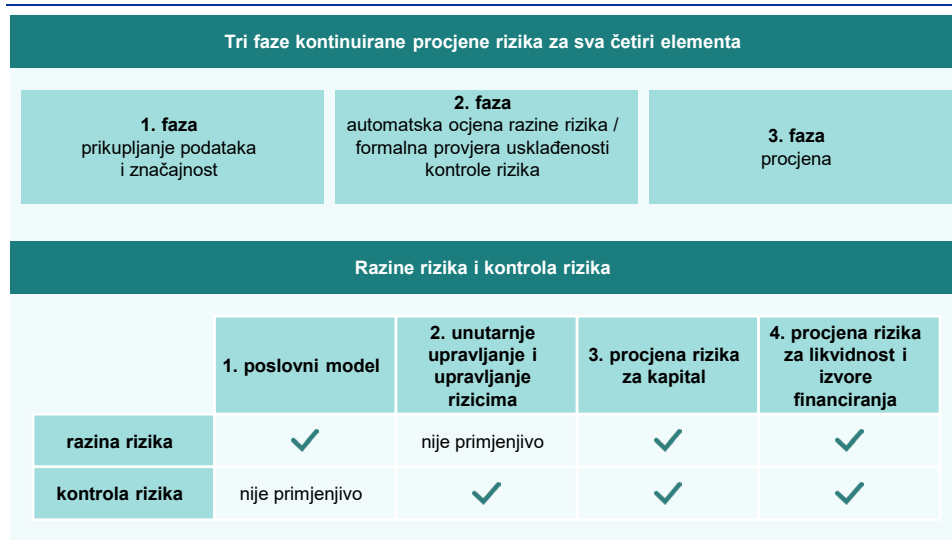 Tri faze kontinuirane procjene rizika za sva četiri elementa
1. faza
prikupljanje podataka
i značajnost
2. faza
automatska ocjena razine rizika /
formalna provjera usklađenosti
kontrole rizika
3. faza
procjena
Razine rizika i kontrola rizika
1. poslovni model
2. unutarnje
upravljanje i
upravljanje
rizicima
3. procjena rizika
za kapital
4. procjena rizika
za likvidnost i
izvore
financiranja
razina rizika
nije primjenjivo
kontrola rizika
nije primjenjivo